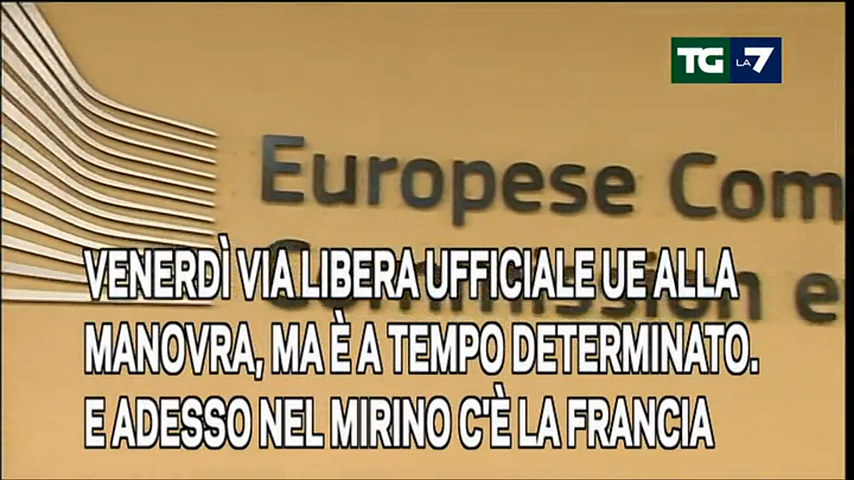 TG LA7
Europese Com
Commission e
VENERDÌ VIA LIBERA UFFICIALE UE ALLA
MANOVRA, MA È A TEMPO DETERMINATO.
E ADESSO NEL MIRINO C'È LA FRANCIA